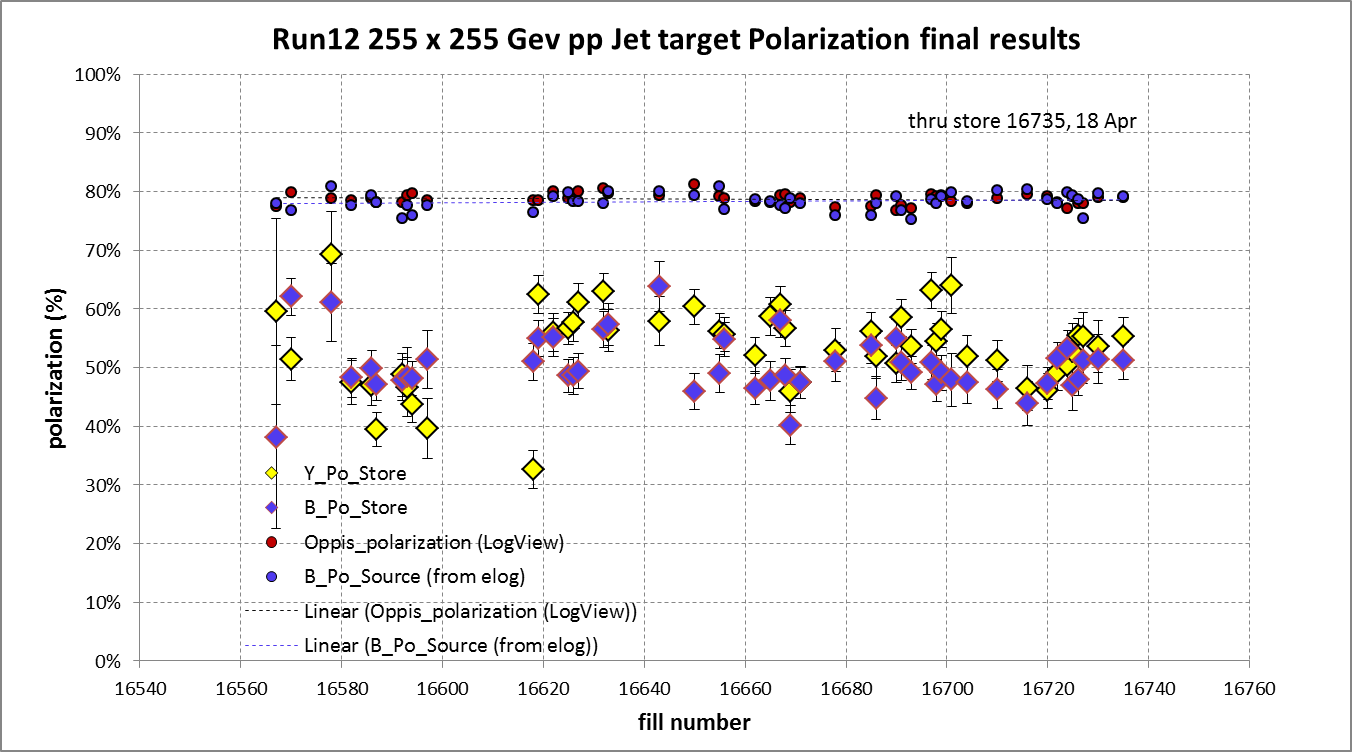 Run12 255 x 255 Gev pp Jet target Polarization final results
100%
90%
80%
70%
60%
50%
40%
30%
20%
10%
0%
polarization (%)
thru store 16735, 18 Apr
Y_Po_Store
B_Po_Store
Oppis_polarization (LogView)
B_Po_Source (from elog)
Linear (Oppis_polarization (LogView))
Linear (B_Po_Source (from elog))
16540 16560 16580 16600 16620 16640 16660 16680 16700 16720 16740 16760
fill number